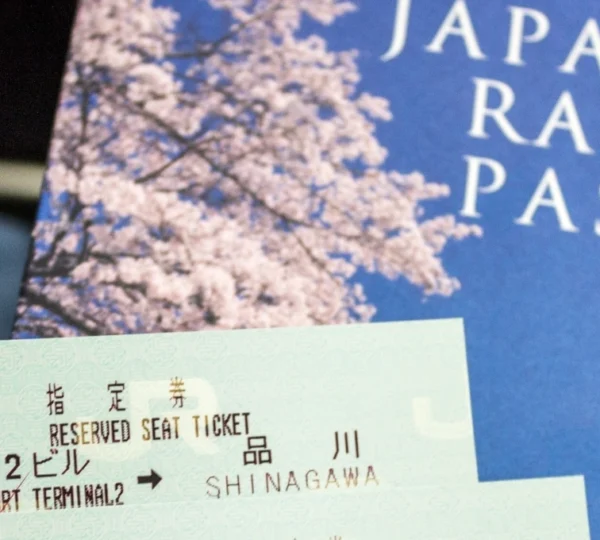 JAPA
RA
PAS
指定券
RESERVED SEAT TICKET
2ビル → 品川
RT TERMINAL2 SHINAGAWA